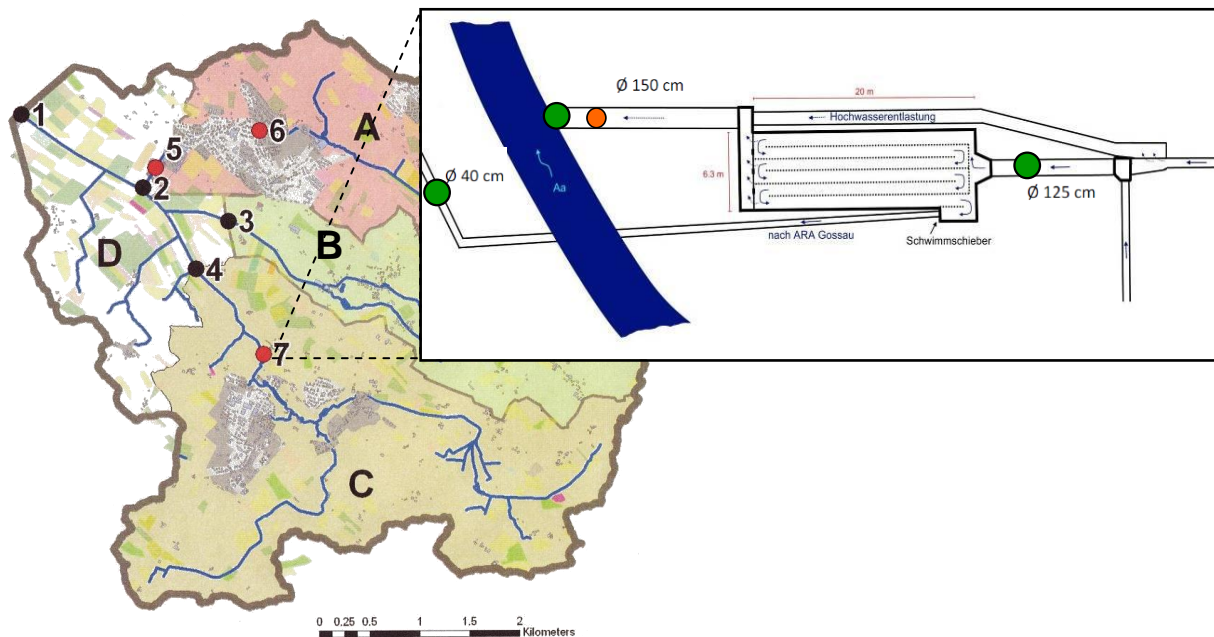 1
5
6
A
2
3
B
D
4
7
C
0 0.25 0.5 1 1.5 2
Kilometers
Ø 150 cm
20 m
Hochwasserentlastung
Ø 40 cm
Aa
6.3 m
Ø 125 cm
nach ARA Gossau
Schwimmschieber